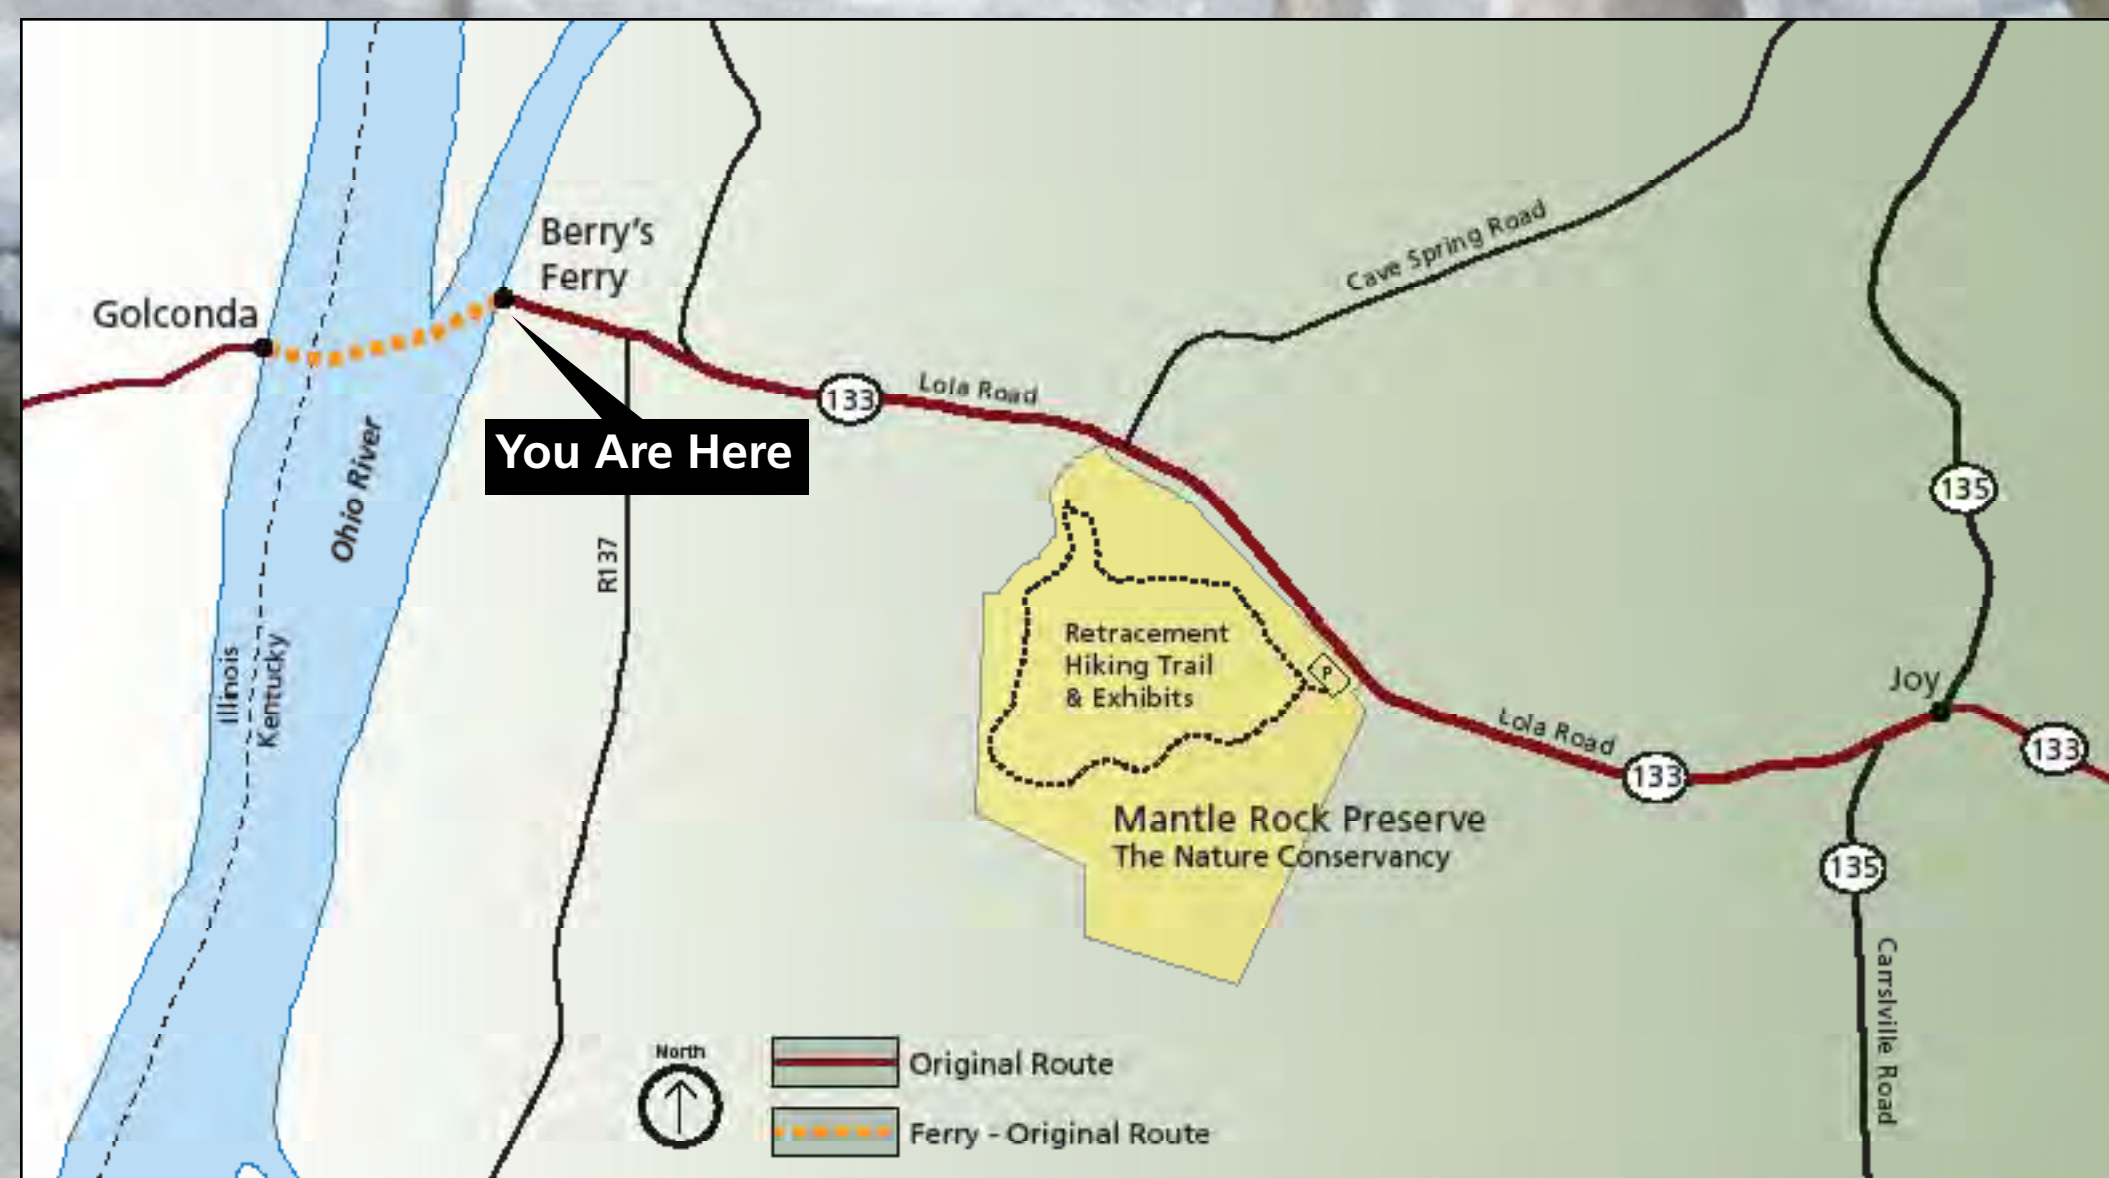 Berry's
Ferry
Golconda
Cave Spring Road
133
Lola Road
You Are Here
Ohio River
135
R137
Illinois
Kentucky
Retracement
Hiking Trail
& Exhibits
P
Joy
Lola Road
133
133
Mantle Rock Preserve
The Nature Conservancy
135
Carrslville Road
North
Original Route
Ferry - Original Route